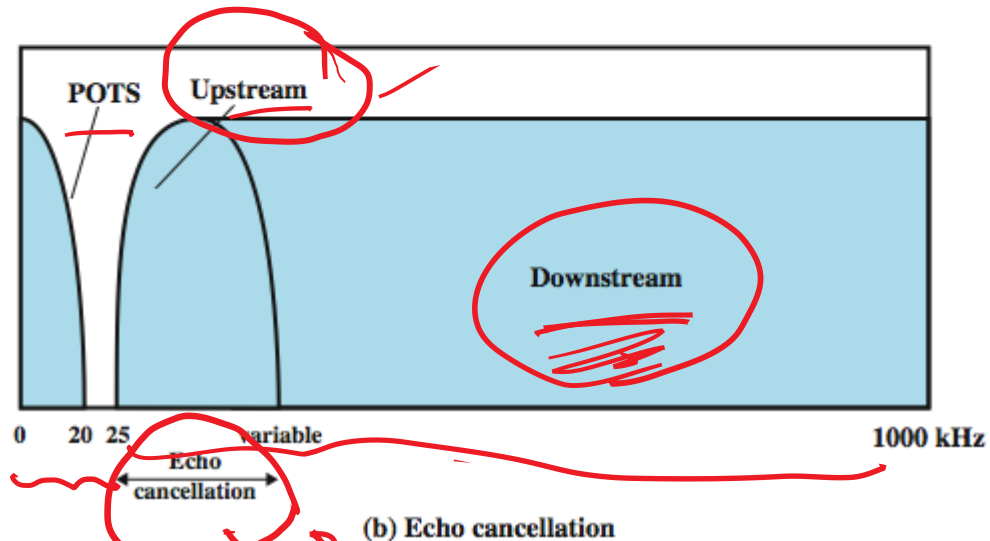 POTS
Upstream
Downstream
0 20 25 variable 1000 kHz
Echo
cancellation
(b) Echo cancellation